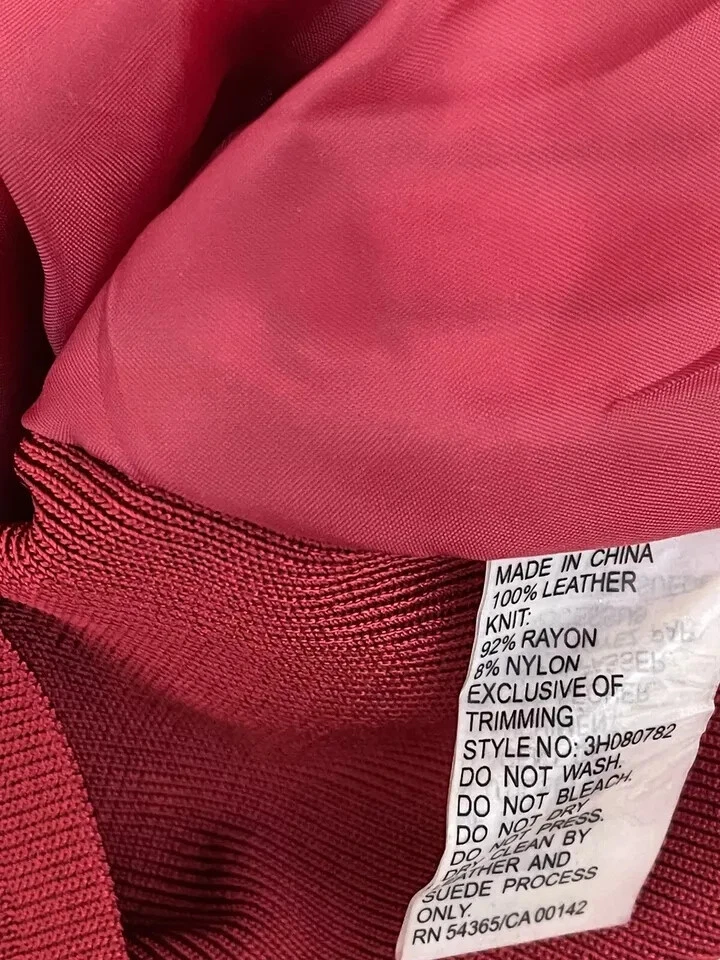 MADE IN CHINA
100% LEATHER
KNIT:
92% RAYON
8% NYLON
EXCLUSIVE OF
TRIMMING
STYLE NO: 3H080782
DO NOT WASH.
DO NOT BLEACH.
DO NOT DRY
DO NOT PRESS.
DRY CLEAN BY
LEATHER AND
SUEDE PROCESS
ONLY.
RN 54365/CA 00142